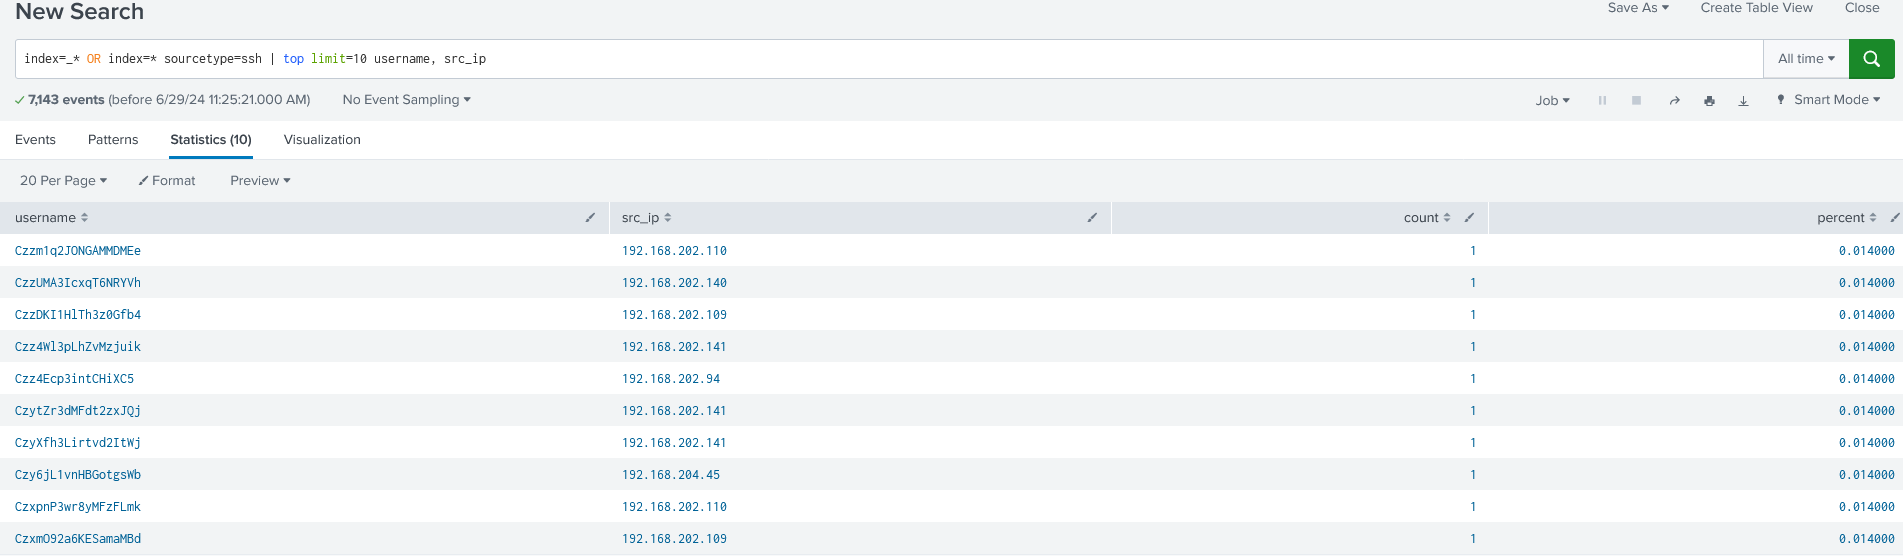 New Search
Save As Create Table View Close
index=_* OR index=* sourcetype=ssh | top limit=10 username, src_ip
All time
7,143 events (before 6/29/24 11:25:21.000 AM) No Event Sampling Job Smart Mode
Events Patterns Statistics (10) Visualization
20 Per Page Format Preview
username src_ip count percent
Czzm1q2JONGAMMDMEe 192.168.202.110 1 0.014000
CzzUMA3IcxqT6NRYVh 192.168.202.140 1 0.014000
CzzDKI1HlTh3z0Gfb4 192.168.202.109 1 0.014000
Czz4Wl3pLhZvMzjuik 192.168.202.141 1 0.014000
Czz4Ecp3intCHiXC5 192.168.202.94 1 0.014000
CzytZr3dMFdt2zxJQj 192.168.202.141 1 0.014000
CzyXfh3Lirtvd2ItWj 192.168.202.141 1 0.014000
Czy6jL1vnHBGotgsWb 192.168.204.45 1 0.014000
CzxpnP3wr8yMFzFLmk 192.168.202.110 1 0.014000
CzxmO92a6KESamaMBd 192.168.202.109 1 0.014000